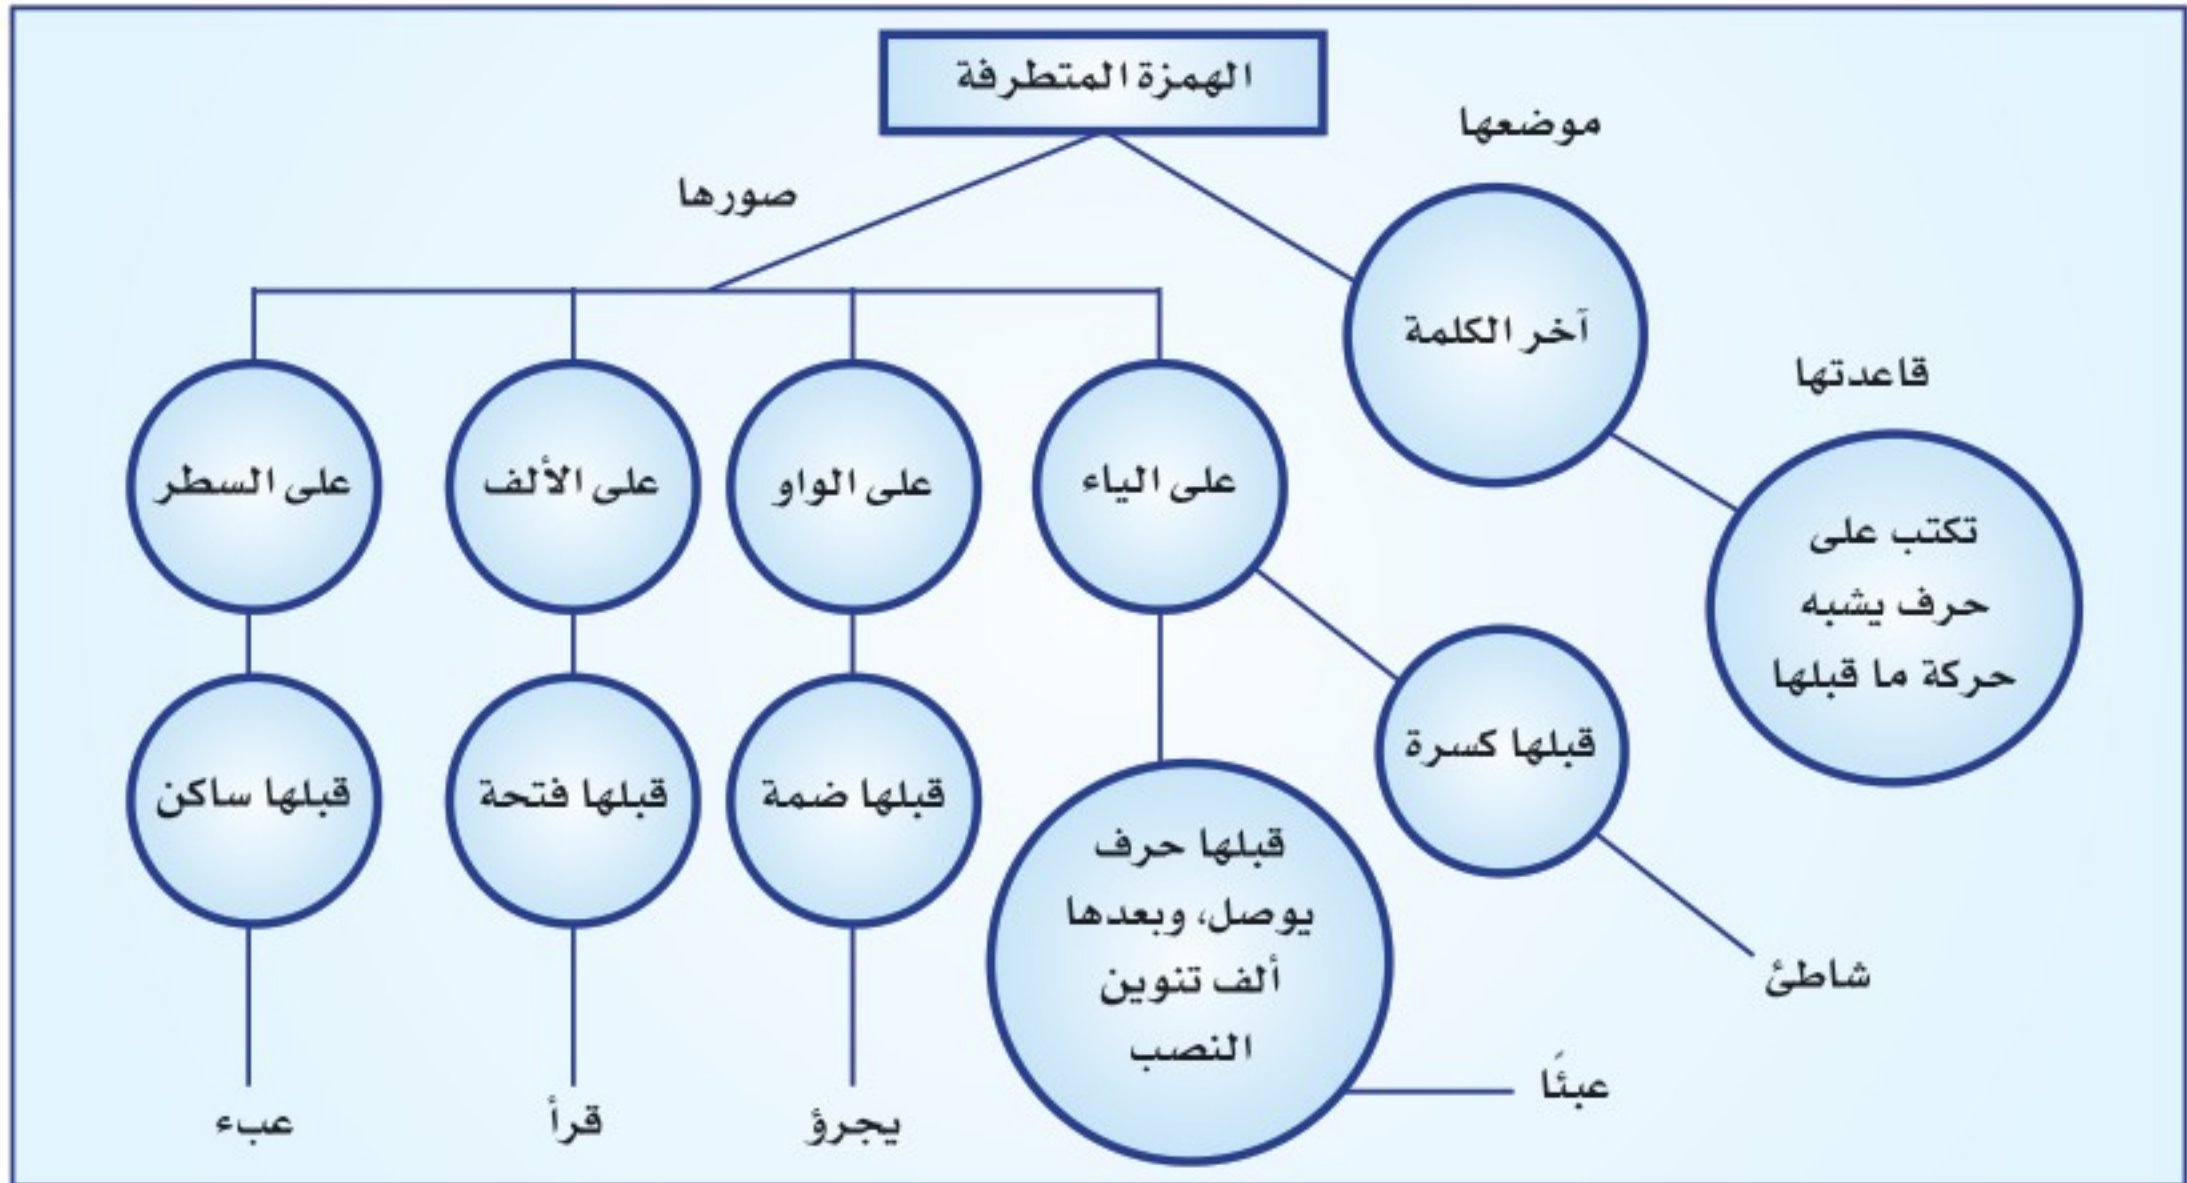 الهمزة المتطرفة
موضعها
آخر الكلمة
قاعدتها
تكتب على
حرف يشبه
حركة ما قبلها
صورها
على الياء
على الواو
على الألف
على السطر
قبلها كسرة
شاطئ
قبلها حرف
يوصل، وبعدها
ألف تنوين
النصب
عبئًا
قبلها ضمة
قبلها فتحة
قبلها ساكن
يجرؤ
قرأ
عبء